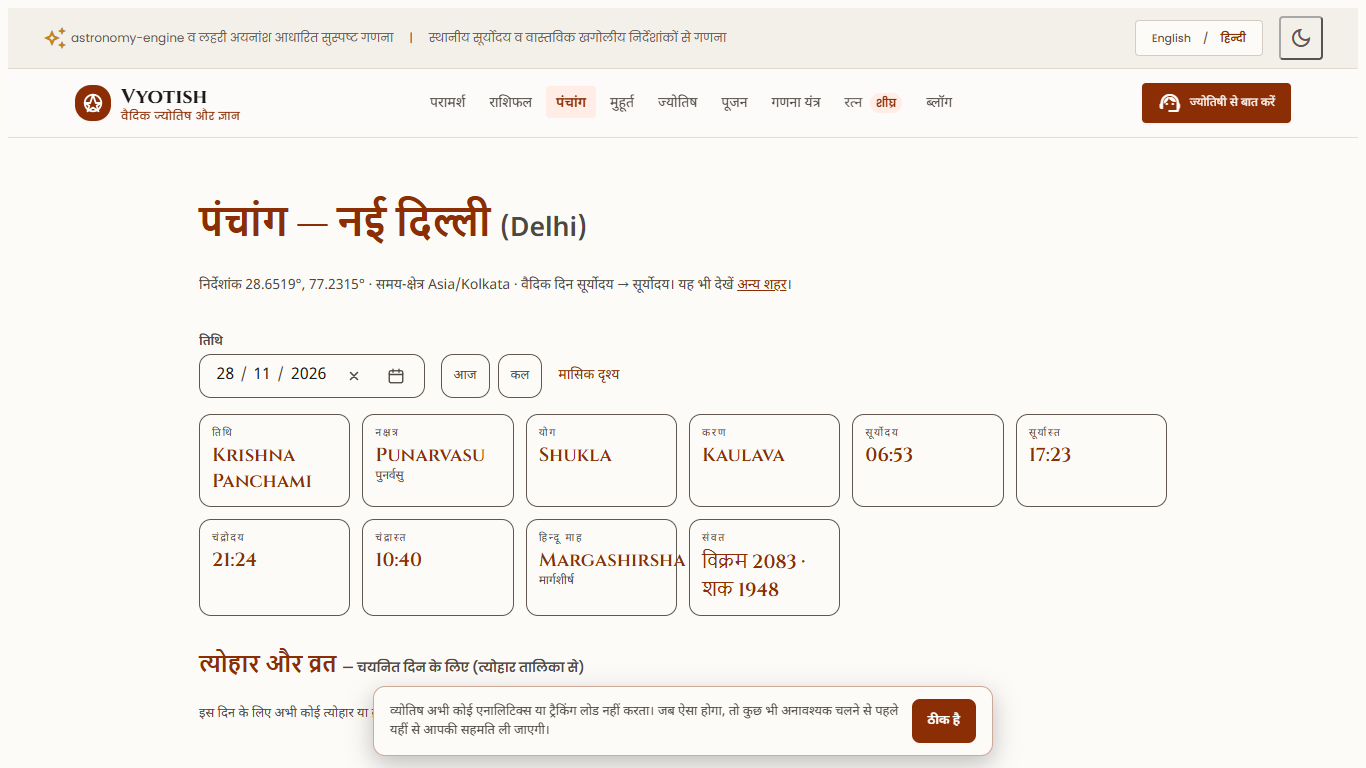 astronomy-engine व लहरी अयनांश आधारित सुस्पष्ट गणना | स्थानीय सूर्योदय व वास्तविक खगोलीय निर्देशांकों से गणना
English / हिन्दी
Vyotish
वैदिक ज्योतिष और ज्ञान
परामर्श राशिफल पंचांग मुहूर्त ज्योतिष पूजन गणना यंत्र रत्न शीघ्र ब्लॉग
ज्योतिषी से बात करें
पंचांग — नई दिल्ली (Delhi)
निर्देशांक 28.6519°, 77.2315° · समय-क्षेत्र Asia/Kolkata · वैदिक दिन सूर्योदय → सूर्योदय। यह भी देखें अन्य शहर।
तिथि
28 / 11 / 2026
आज कल मासिक दृश्य
तिथि
Krishna
Panchami
नक्षत्र
Punarvasu
पुनर्वसु
योग
Shukla
करण
Kaulava
सूर्योदय
06:53
सूर्यास्त
17:23
चंद्रोदय
21:24
चंद्रास्त
10:40
हिन्दू माह
Margashirsha
मार्गशीर्ष
संवत
विक्रम 2083 ·
शक 1948
त्योहार और व्रत — चयनित दिन के लिए (त्योहार तालिका से)
इस दिन के लिए अभी कोई त्योहार या
व्योतिष अभी कोई एनालिटिक्स या ट्रैकिंग लोड नहीं करता। जब ऐसा होगा, तो कुछ भी अनावश्यक चलने से पहले
यहीं से आपकी सहमति ली जाएगी।
ठीक है